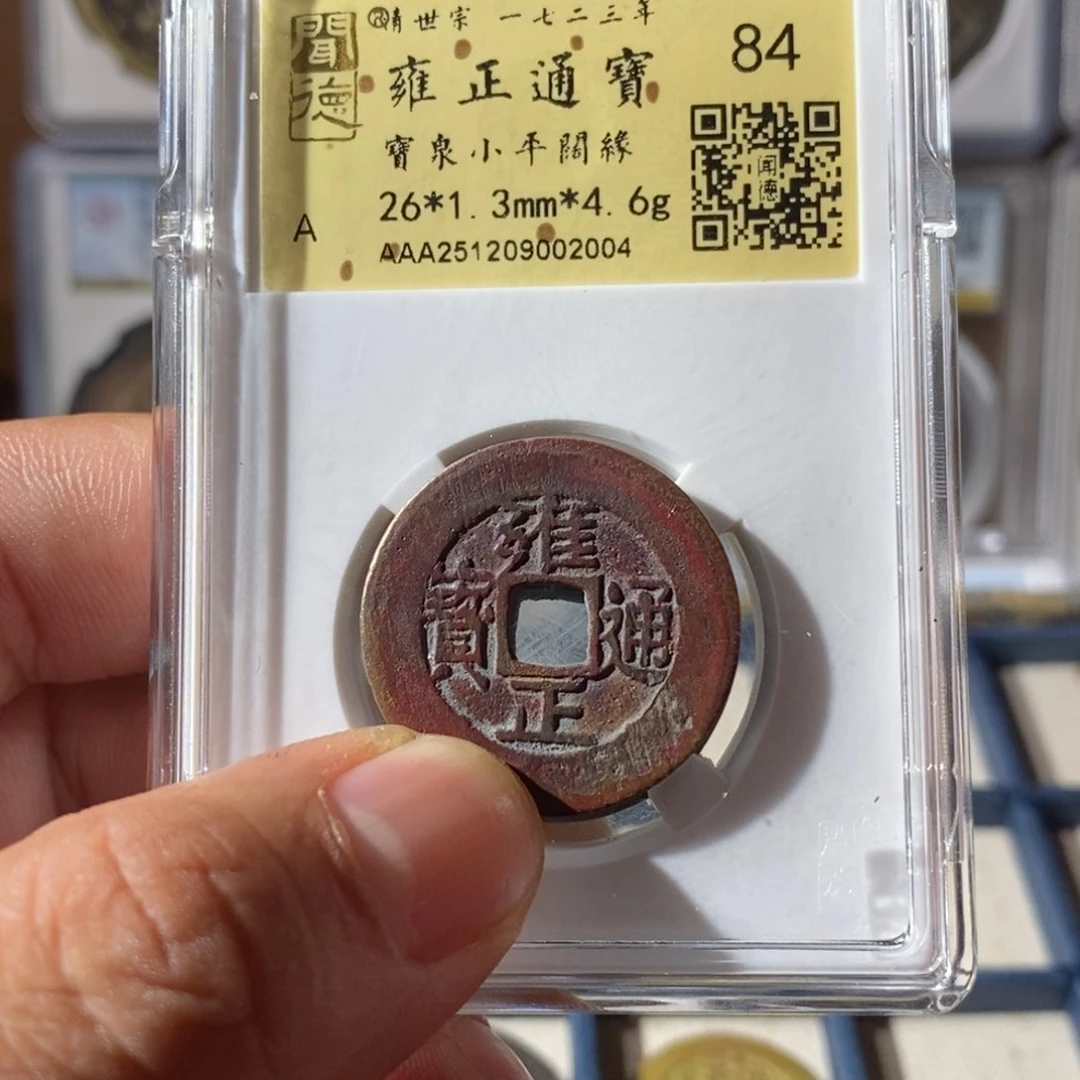 聞德
清世宗 一七二三年
雍正通寶
84
寶泉小平闊緣
闻德
26*1.3mm*4.6g
A
AAA251209002004
雍正通寶